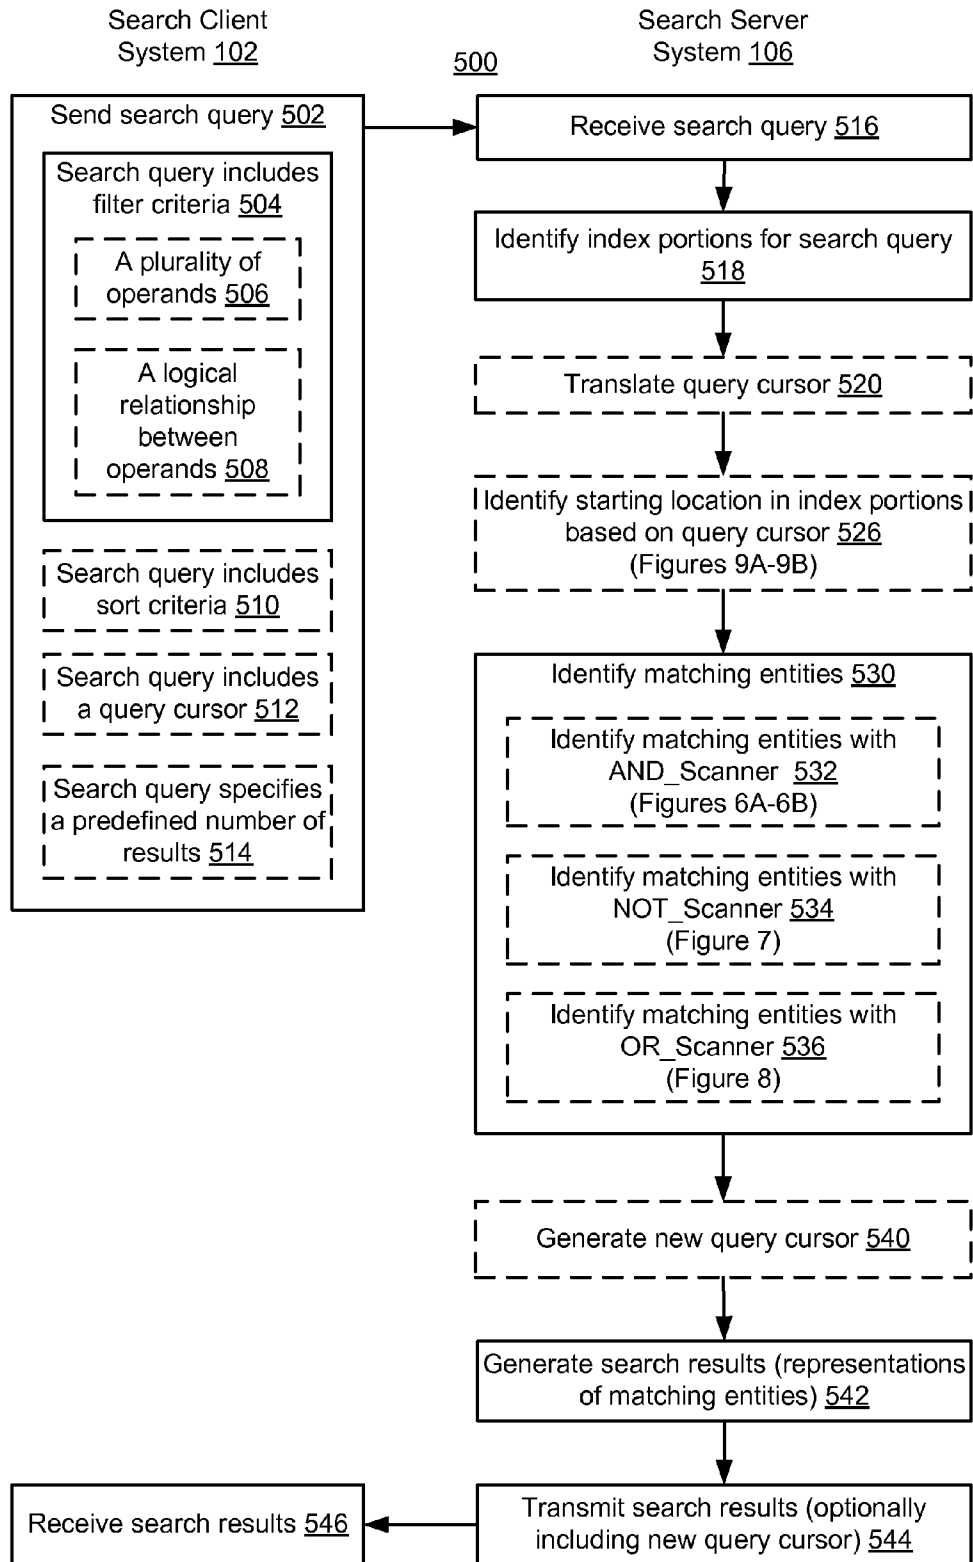 Search Client
System 102
Search Server
System 106
500
Send search query 502
Search query includes
filter criteria 504
A plurality of
operands 506
A logical
relationship
between
operands 508
Search query includes
sort criteria 510
Search query includes
a query cursor 512
Search query specifies
a predefined number of
results 514
Receive search query 516
Identify index portions for search query
518
Translate query cursor 520
Identify starting location in index portions
based on query cursor 526
(Figures 9A-9B)
Identify matching entities 530
Identify matching entities with
AND_Scanner 532
(Figures 6A-6B)
Identify matching entities with
NOT_Scanner 534
(Figure 7)
Identify matching entities with
OR_Scanner 536
(Figure 8)
Generate new query cursor 540
Generate search results (representations
of matching entities) 542
Transmit search results (optionally
including new query cursor) 544
Receive search results 546